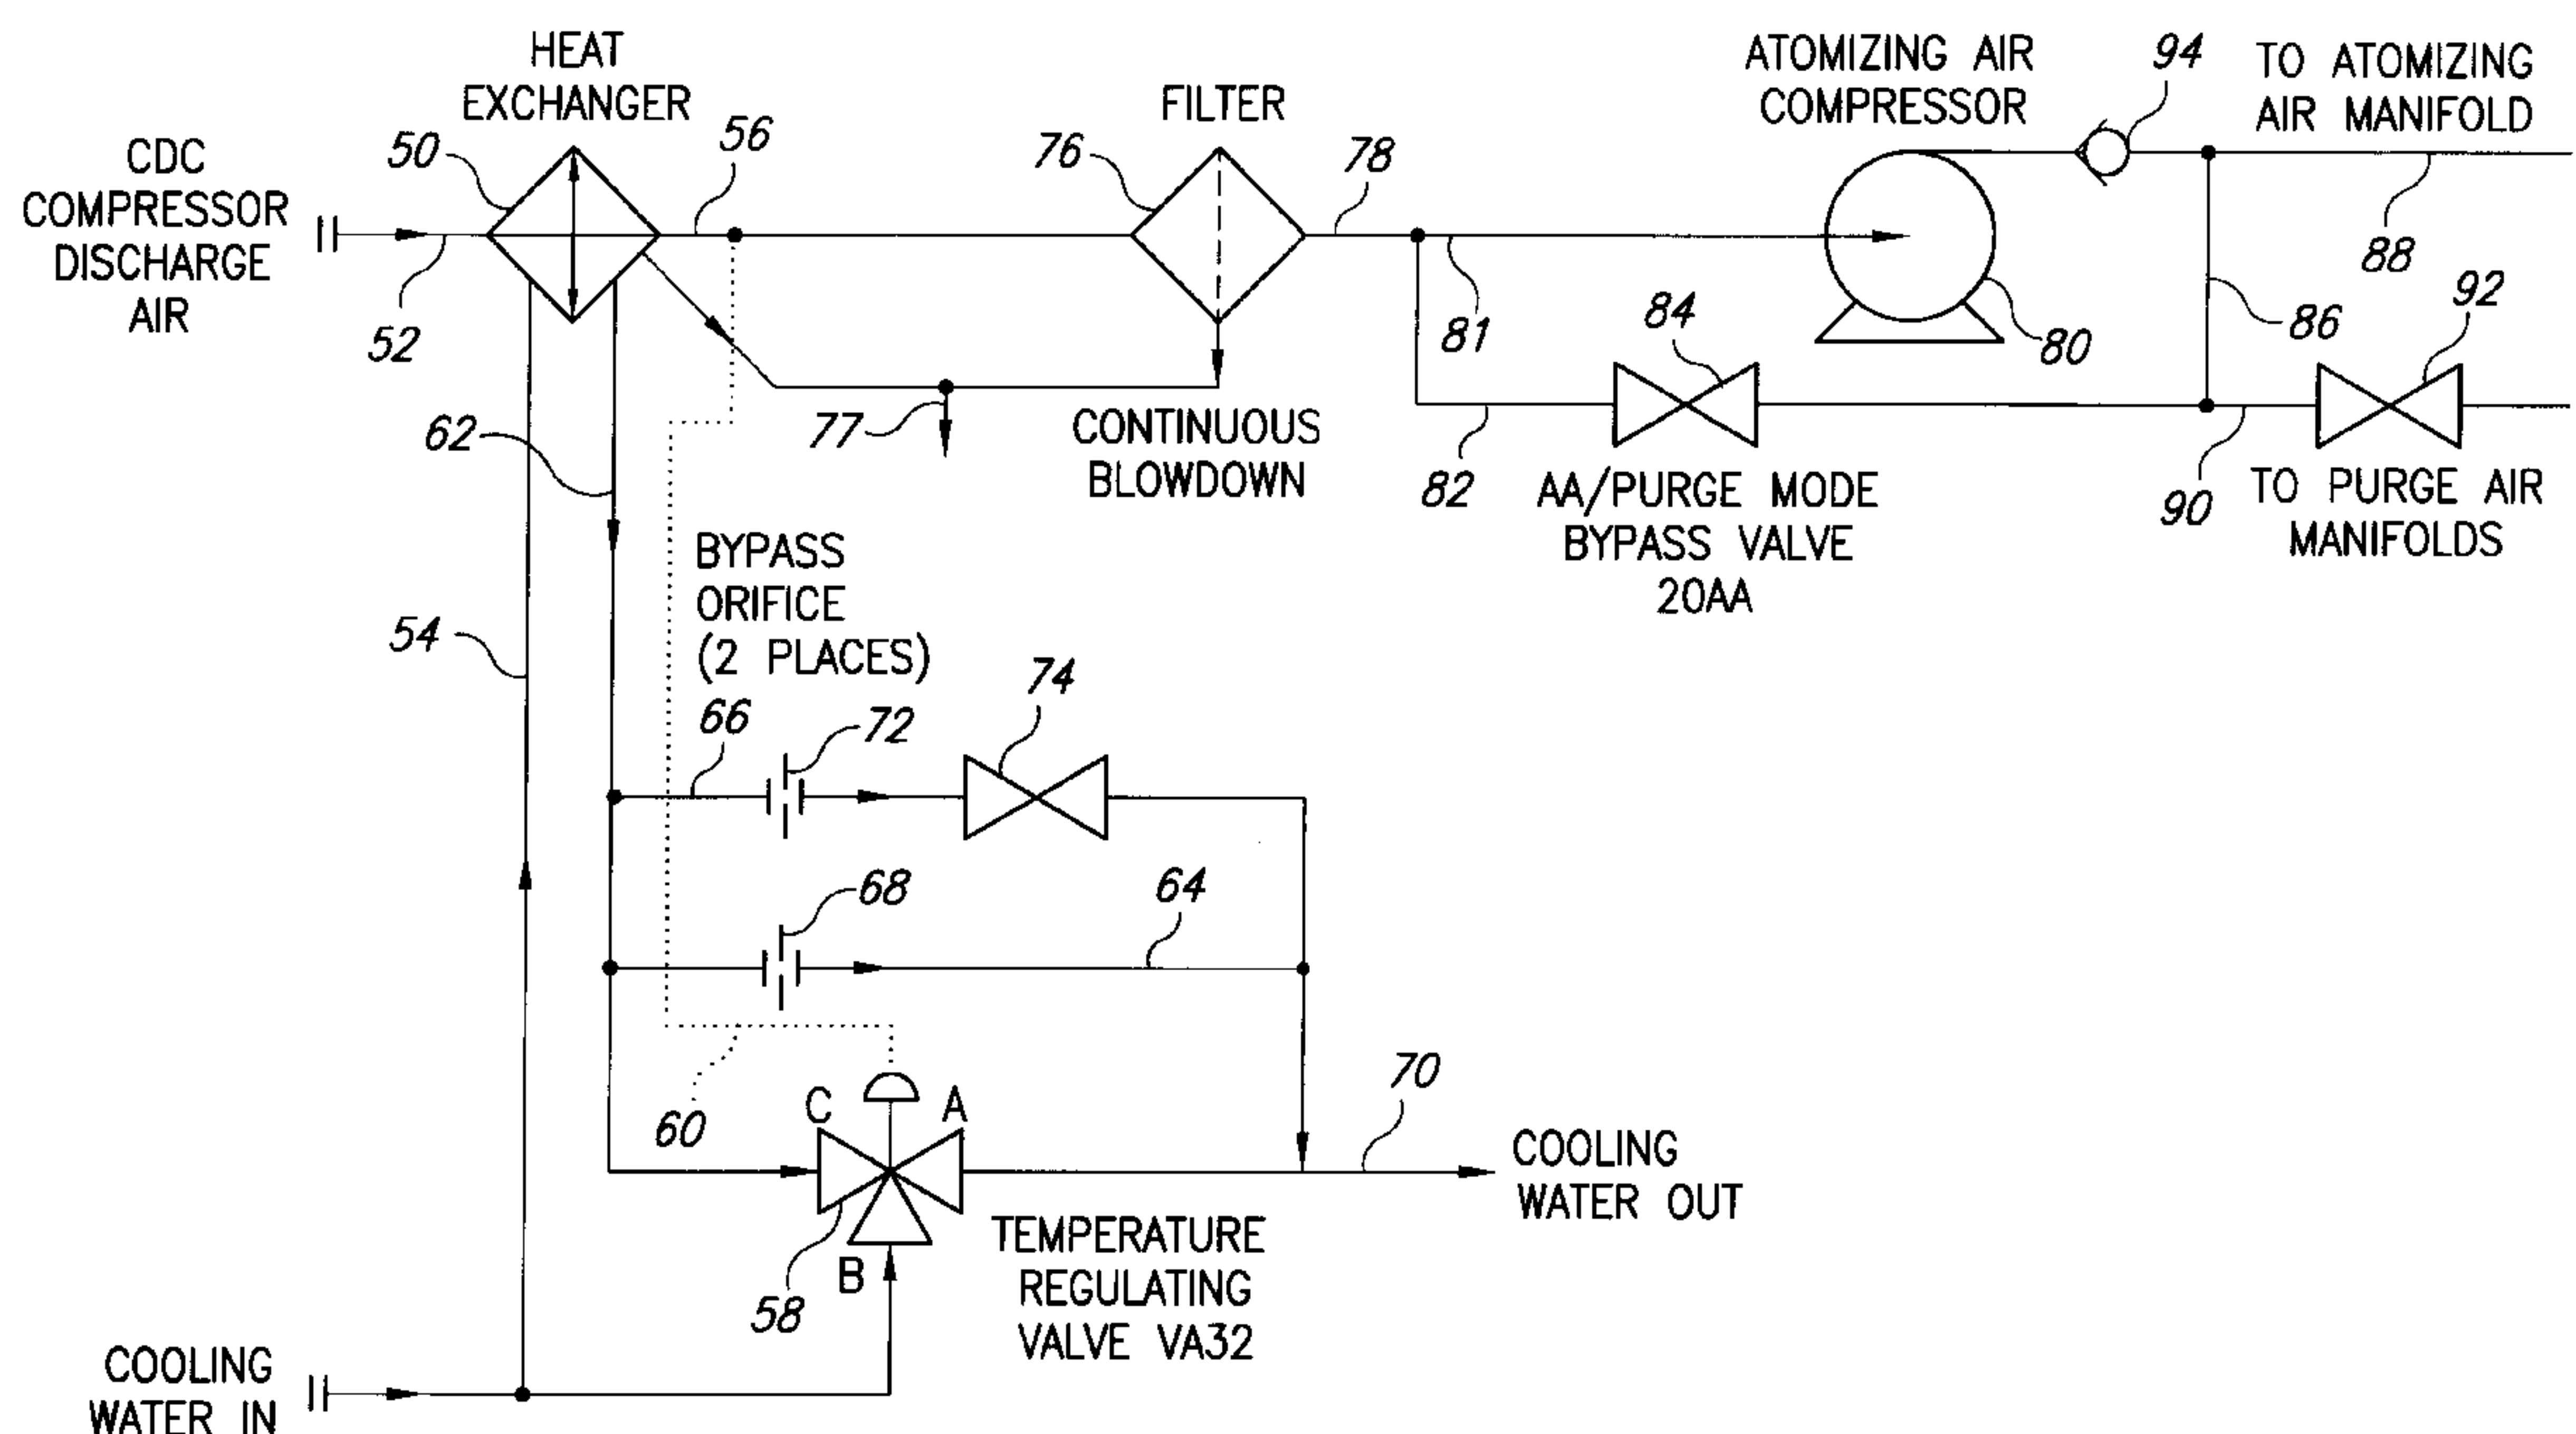 HEAT
EXCHANGER
CDC
COMPRESSOR
DISCHARGE
AIR
50
52
56
FILTER
76
78
ATOMIZING AIR
COMPRESSOR
94
TO ATOMIZING
AIR MANIFOLD
88
81
80
86
92
84
82
AA/PURGE MODE
BYPASS VALVE
20AA
90
TO PURGE AIR
MANIFOLDS
77
CONTINUOUS
BLOWDOWN
62
54
BYPASS
ORIFICE
(2 PLACES)
66
72
74
68
64
60
C
A
B
58
70
COOLING
WATER OUT
TEMPERATURE
REGULATING
VALVE VA32
COOLING
WATER IN